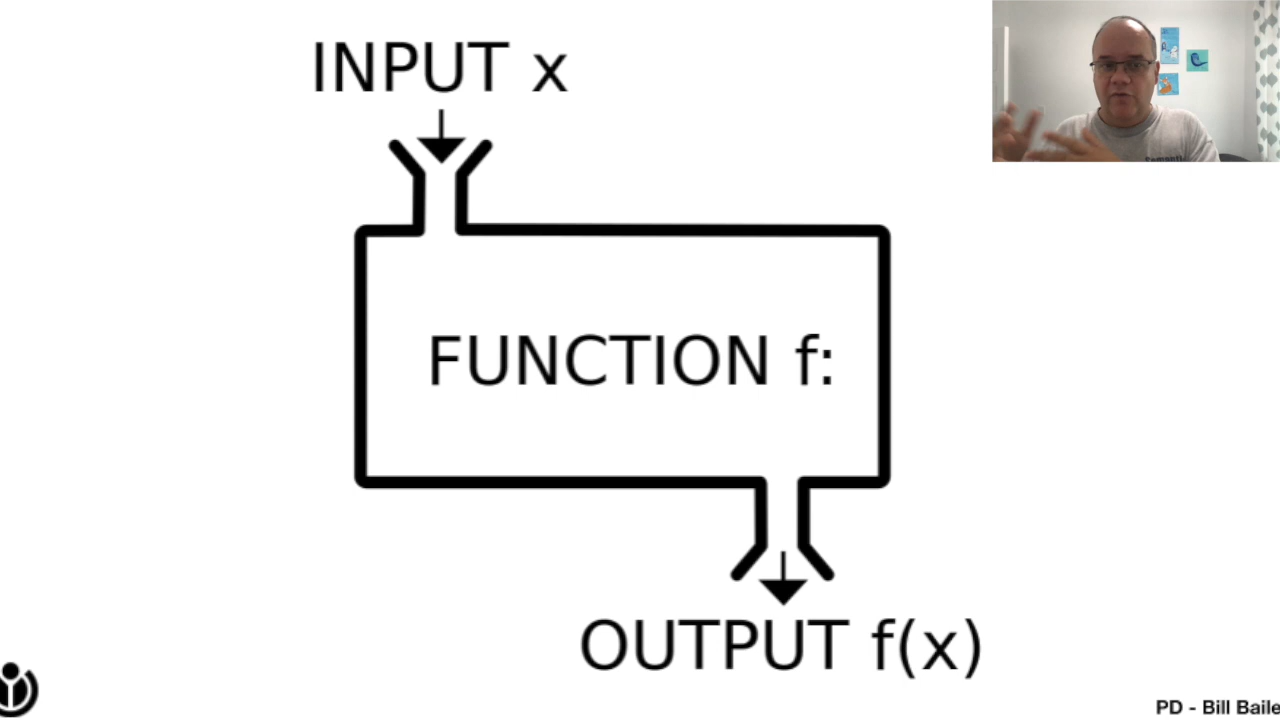 INPUT x
FUNCTION f:
OUTPUT f(x)
PD - Bill Baile